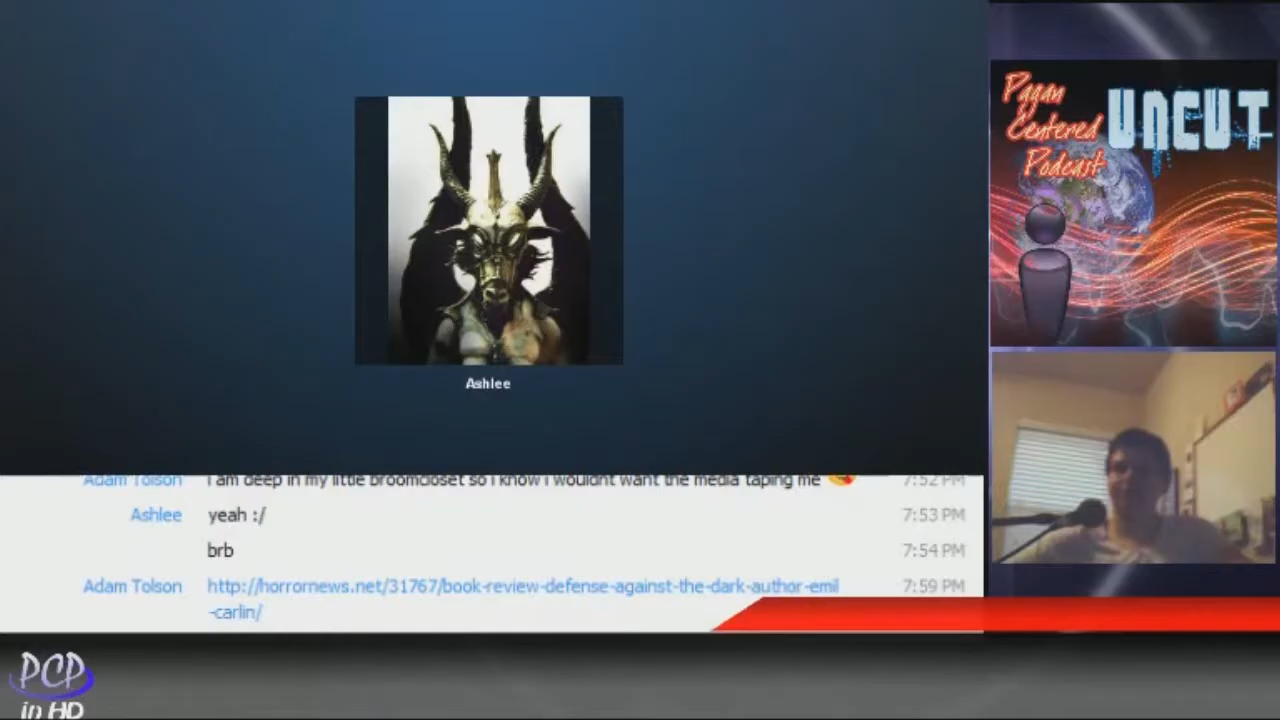 Pagan
Centered
Podcast
UNCUT
Ashlee
Adam Tolson I am deep in my little broomcloset so i know i wouldnt want the media taping me 7:52 PM
Ashlee yeah :/ 7:53 PM
brb 7:54 PM
Adam Tolson http://horrornews.net/31767/book-review-defense-against-the-dark-author-emil 7:59 PM
-carlin/
PCP
in HD